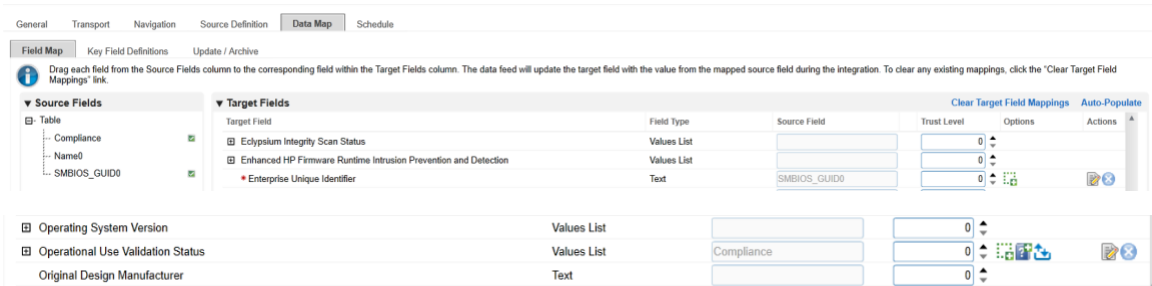 General Transport Navigation Source Definition Data Map Schedule
Field Map Key Field Definitions Update / Archive
Drag each field from the Source Fields column to the corresponding field within the Target Fields column. The data feed will update the target field with the value from the mapped source field during the integration. To clear any existing mappings, click the "Clear Target Field
Mappings" link.
Source Fields
Table
Compliance
Name0
SMBIOS_GUID0
Target Fields Clear Target Field Mappings Auto-Populate
Target Field Field Type Source Field Trust Level Options Actions
Eclypsium Integrity Scan Status Values List 0
Enhanced HP Firmware Runtime Intrusion Prevention and Detection Values List 0
* Enterprise Unique Identifier Text SMBIOS_GUID0 0
Operating System Version Values List 0
Operational Use Validation Status Values List Compliance 0
Original Design Manufacturer Text 0